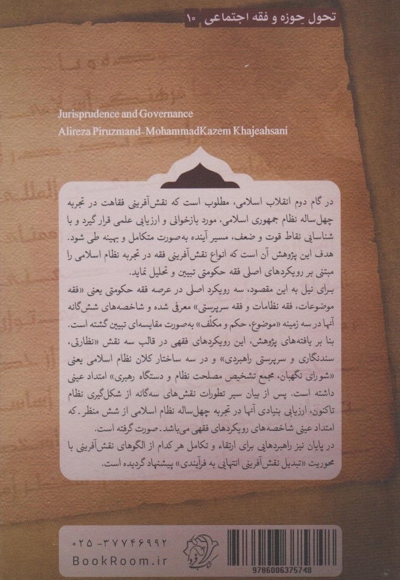 تحول حوزه و فقه اجتماعی ۱۰
Jurisprudence and Governance
Alireza Piruzmand-MohammadKazem Khajeahsani
در گام دوم انقلاب اسلامی، مطلوب است که نقش‌آفرینی فقاهت در تجربه
چهل‌ساله نظام جمهوری اسلامی، مورد بازخوانی و ارزیابی علمی قرار گیرد و با
شناسایی نقاط قوت و ضعف، مسیر آینده به‌صورت متکامل و بهینه طی شود.
هدف این پژوهش آن است که انواع نقش‌آفرینی فقه در تجربه نظام اسلامی را
مبتنی بر رویکردهای اصلی فقه حکومتی تبیین و تحلیل نماید.
برای نیل به این مقصود، سه رویکرد اصلی در عرصه فقه حکومتی یعنی «فقه
موضوعات، فقه نظامات و فقه سرپرستی» معرفی شده و شاخصه‌های شش‌گانه
آنها در سه زمینه «موضوع، حکم و مکلّف» به‌صورت مقایسه‌ای تبیین گشته است.
بنا بر یافته‌های پژوهش، این رویکردهای فقهی در قالب سه نقش «نظارتی،
سندنگاری و سرپرستی راهبردی» و در سه ساختار کلان نظام اسلامی یعنی
«شورای نگهبان، مجمع تشخیص مصلحت نظام و دستگاه رهبری» امتداد عینی
داشته است. پس از بیان سیر تطورات نقش‌های سه‌گانه از شکل‌گیری نظام
تاکنون، ارزیابی بنیادی آنها در تجربه چهل‌ساله نظام اسلامی از شش منظر ـ که
امتداد عینی شاخصه‌های رویکردهای فقهی می‌باشد ـ صورت گرفته است.
در پایان نیز راهبردهایی برای ارتقاء و تکامل هر کدام از الگوهای نقش‌آفرینی با
محوریت «تبدیل نقش‌آفرینی انتهایی به فرآیندی» پیشنهاد گردیده است.
۰۲۵-۳۷۷۴۶۹۹۲
BookRoom.ir
9786006375748